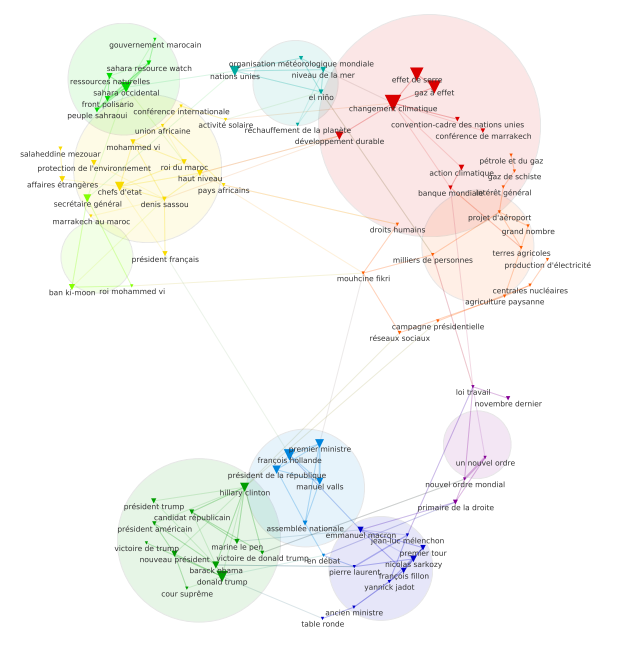 gouvernement marocain
sahara resource watch
ressources naturelles
sahara occidental
front polisario
peuple sahraoui
organisation météorologique mondiale
nations unies
niveau de la mer
el niño
réchauffement de la planète
effet de serre
gaz à effet
changement climatique
convention-cadre des nations unies
conférence de marrakech
développement durable
conférence internationale
activité solaire
union africaine
mohammed vi
salaheddine mezouar
protection de l'environnement
roi du maroc
haut niveau
affaires étrangères
chefs d'etat
pays africains
secrétaire général
denis sassou
marrakech au maroc
président français
ban ki-moon
roi mohammed vi
pétrole et du gaz
action climatique
gaz de schiste
banque mondiale
intérêt général
projet d'aéroport
droits humains
grand nombre
terres agricoles
milliers de personnes
production d'électricité
mouhcine fikri
centrales nucléaires
agriculture paysanne
campagne présidentielle
réseaux sociaux
loi travail
novembre dernier
un nouvel ordre
nouvel ordre mondial
primaire de la droite
premier ministre
françois hollande
président de la république
manuel valls
hillary clinton
assemblée nationale
président trump
candidat républicain
président américain
marine le pen
victoire de trump
victoire de donald trump
nouveau président
barack obama
donald trump
cour suprême
emmanuel macron
jean-luc mélenchon
premier tour
en débat
nicolas sarkozy
pierre laurent
françois fillon
yannick jadot
ancien ministre
table ronde